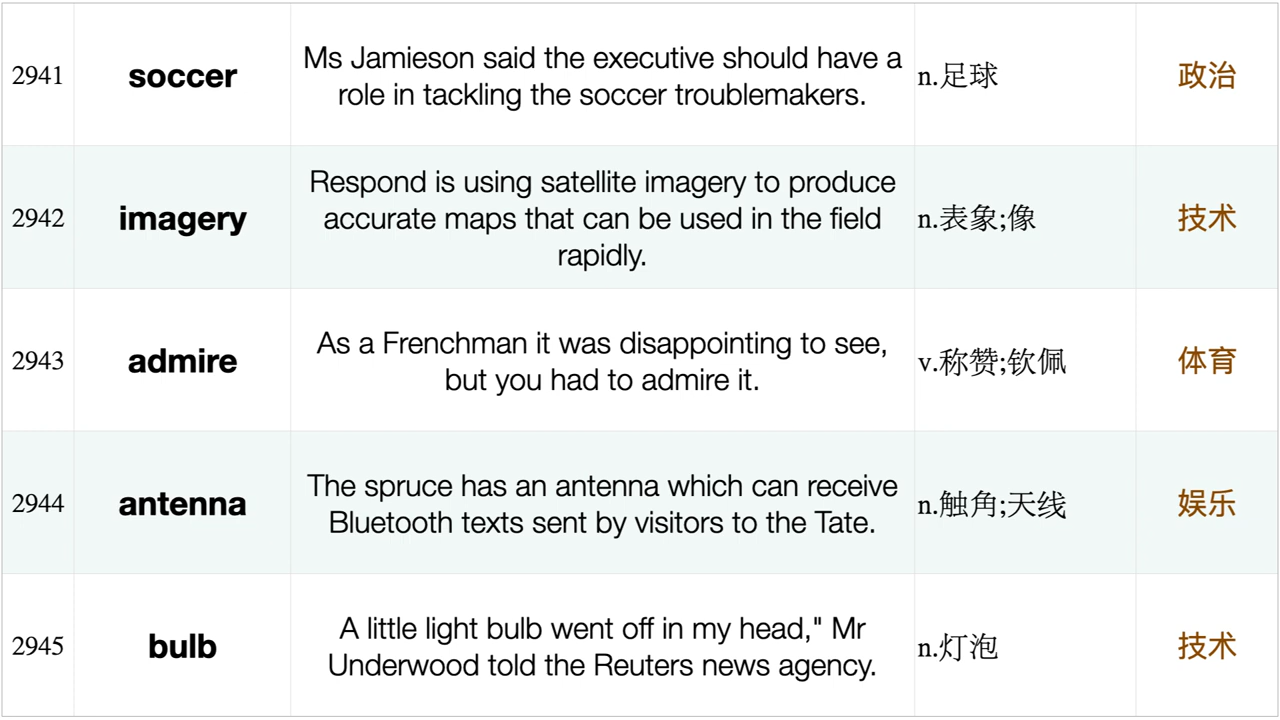 2941 soccer Ms Jamieson said the executive should have a role in tackling the soccer troublemakers. n.足球 政治
2942 imagery Respond is using satellite imagery to produce accurate maps that can be used in the field rapidly. n.表象;像 技术
2943 admire As a Frenchman it was disappointing to see, but you had to admire it. v.称赞;钦佩 体育
2944 antenna The spruce has an antenna which can receive Bluetooth texts sent by visitors to the Tate. n.触角;天线 娱乐
2945 bulb A little light bulb went off in my head," Mr Underwood told the Reuters news agency. n.灯泡 技术